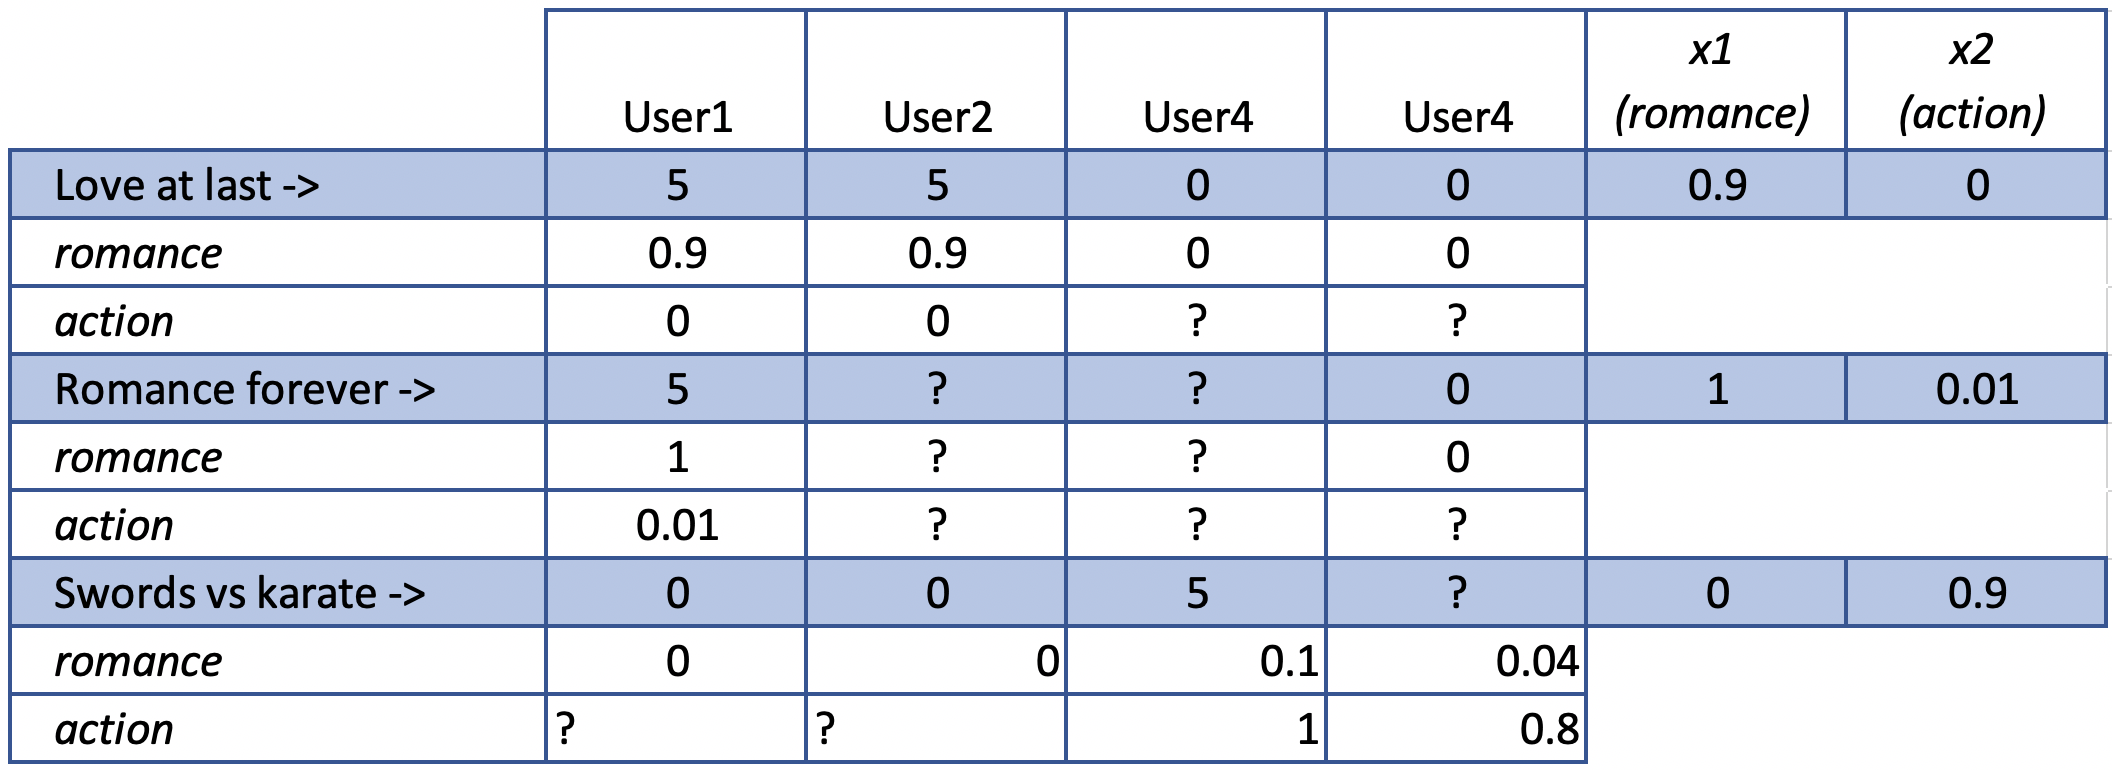 x1 x2
User1 User2 User4 User4 (romance) (action)
Love at last -> 5 5 0 0 0.9 0
romance 0.9 0.9 0 0
action 0 0 ? ?
Romance forever -> 5 ? ? 0 1 0.01
romance 1 ? ? 0
action 0.01 ? ? ?
Swords vs karate -> 0 0 5 ? 0 0.9
romance 0 0 0.1 0.04
action ? ? 1 0.8